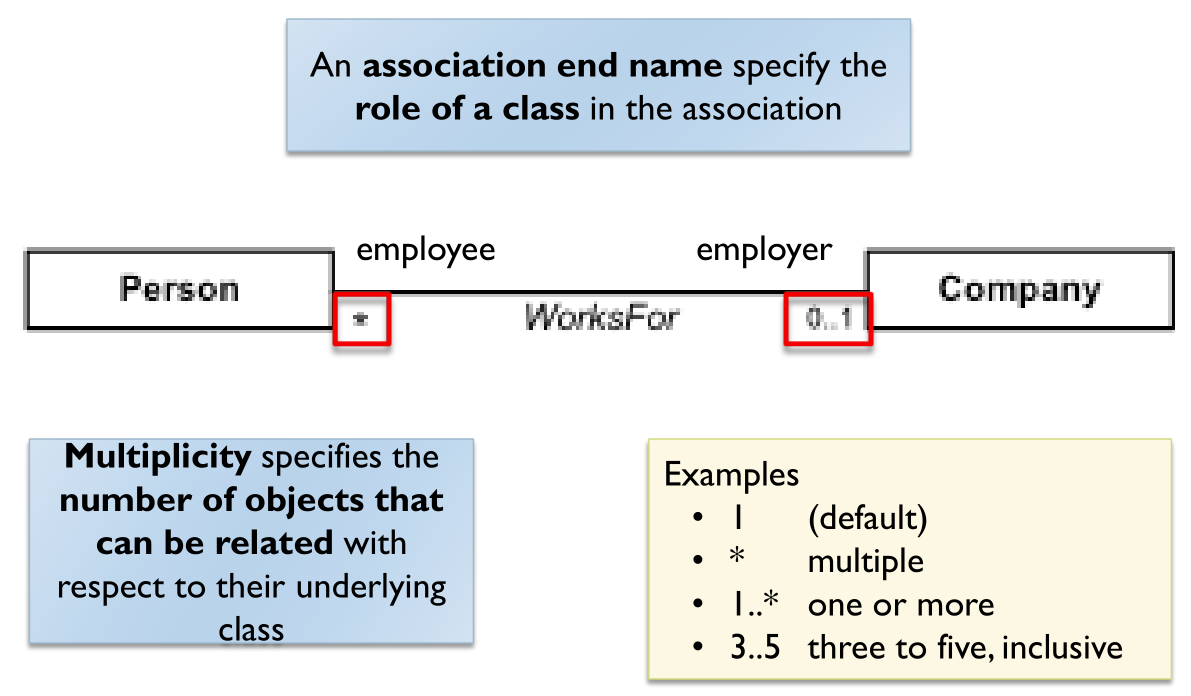 An association end name specify the
role of a class in the association
employee
employer
Person
Company
*
WorksFor
0..1
Multiplicity specifies the
number of objects that
can be related with
respect to their underlying
class
Examples
• 1 (default)
• * multiple
• 1..* one or more
• 3..5 three to five, inclusive